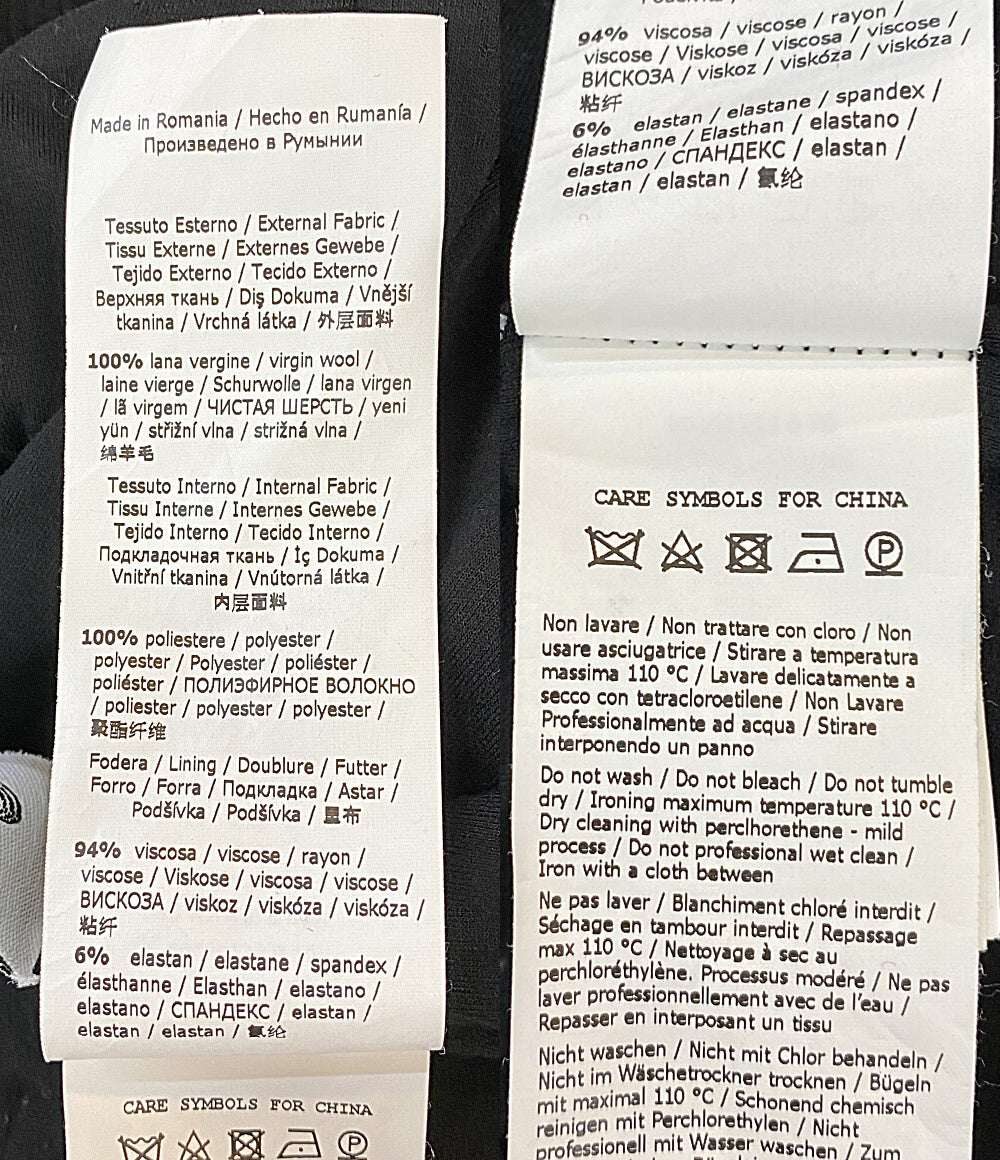 Made in Romania / Hecho en Rumanía /
Произведено в Румынии
Tessuto Esterno / External Fabric /
Tissu Externe / Externes Gewebe /
Tejido Externo / Tecido Externo /
Верхняя ткань / Diş Dokuma / Vnější
tkanina / Vrchná látka / 外层面料
100% lana vergine / virgin wool /
laine vierge / Schurwolle / lana virgen
/ lã virgem / ЧИСТАЯ ШЕРСТЬ / yeni
yün / střižní vlna / strižná vlna /
绵羊毛
Tessuto Interno / Internal Fabric /
Tissu Interne / Internes Gewebe /
Tejido Interno / Tecido Interno /
Подкладочная ткань / İç Dokuma /
Vnitřní tkanina / Vnútorná látka /
内层面料
100% poliestere / polyester /
polyester / Polyester / poliéster /
poliéster / ПОЛИЭФИРНОЕ ВОЛОКНО
/ poliester / polyester / polyester /
聚酯纤维
Fodera / Lining / Doublure / Futter /
Forro / Forra / Подкладка / Astar /
Podšívka / Podšívka / 里布
94% viscosa / viscose / rayon /
viscose / Viskose / viscosa / viscose /
ВИСКОЗА / viskoz / viskóza / viskóza /
粘纤
6% elastan / elastane / spandex /
élasthanne / Elasthan / elastano /
elastano / СПАНДЕКС / elastan /
elastan / elastan / 氨纶
CARE SYMBOLS FOR CHINA
94% viscosa / viscose / rayon /
viscose / Viskose / viscosa / viscose /
ВИСКОЗА / viskoz / viskóza / viskóza /
粘纤
6% elastan / elastane / spandex /
élasthanne / Elasthan / elastano /
elastano / СПАНДЕКС / elastan /
elastan / elastan / 氨纶
CARE SYMBOLS FOR CHINA
P
Non lavare / Non trattare con cloro / Non
usare asciugatrice / Stirare a temperatura
massima 110 °C / Lavare delicatamente a
secco con tetracloroetilene / Non Lavare
Professionalmente ad acqua / Stirare
interponendo un panno
Do not wash / Do not bleach / Do not tumble
dry / Ironing maximum temperature 110 °C /
Dry cleaning with perclhorethene - mild
process / Do not professional wet clean /
Iron with a cloth between
Ne pas laver / Blanchiment chloré interdit /
Séchage en tambour interdit / Repassage
max 110 °C / Nettoyage à sec au
perchloréthylène. Processus modéré / Ne pas
laver professionnellement avec de l'eau /
Repasser en interposant un tissu
Nicht waschen / Nicht mit Chlor behandeln /
Nicht im Wäschetrockner trocknen / Bügeln
mit maximal 110 °C / Schonend chemisch
reinigen mit Perchlorethylen / Nicht
professionell mit Wasser waschen / Zum